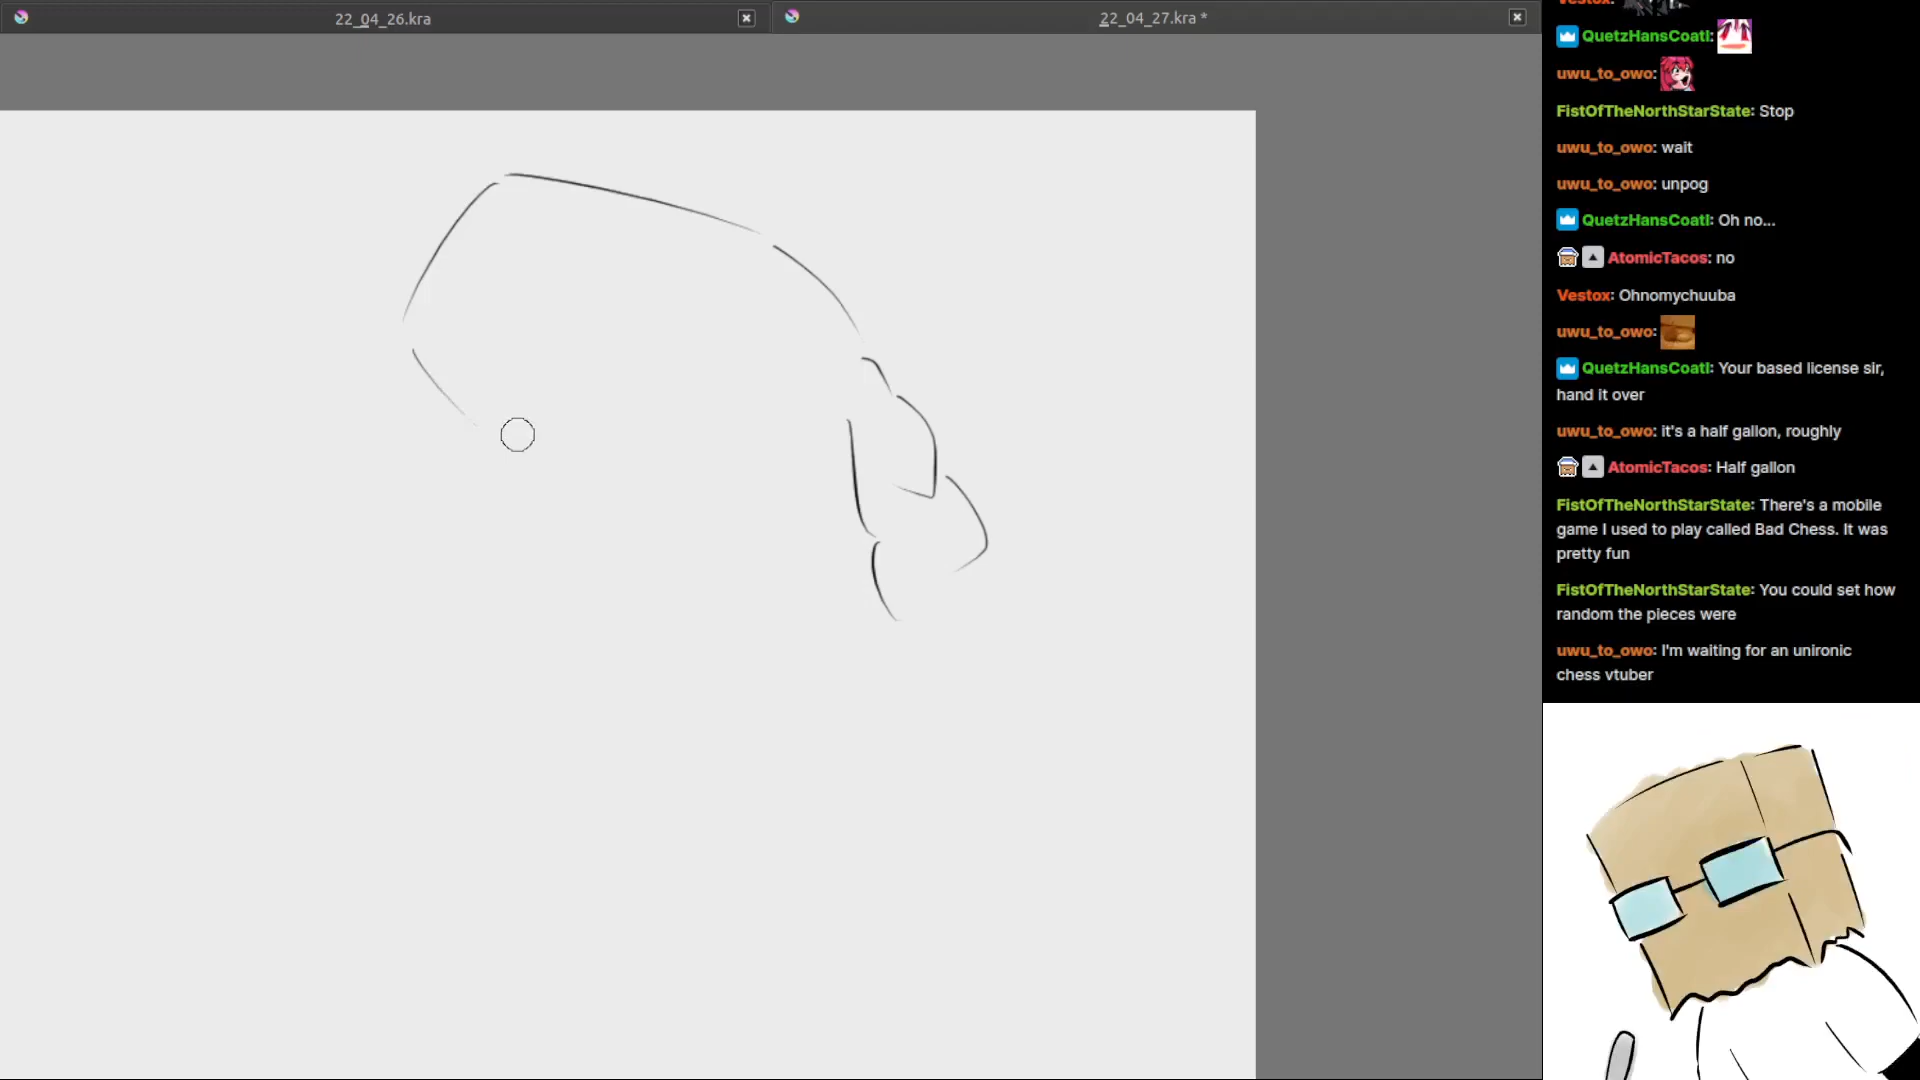 22_04_26.kra
22_04_27.kra *
Vestox:
QuetzHansCoatl:
uwu_to_owo:
FistOfTheNorthStarState: Stop
uwu_to_owo: wait
uwu_to_owo: unpog
QuetzHansCoatl: Oh no...
AtomicTacos: no
Vestox: Ohnomychuuba
uwu_to_owo:
QuetzHansCoatl: Your based license sir,
hand it over
uwu_to_owo: it's a half gallon, roughly
AtomicTacos: Half gallon
FistOfTheNorthStarState: There's a mobile
game I used to play called Bad Chess. It was
pretty fun
FistOfTheNorthStarState: You could set how
random the pieces were
uwu_to_owo: I'm waiting for an unironic
chess vtuber